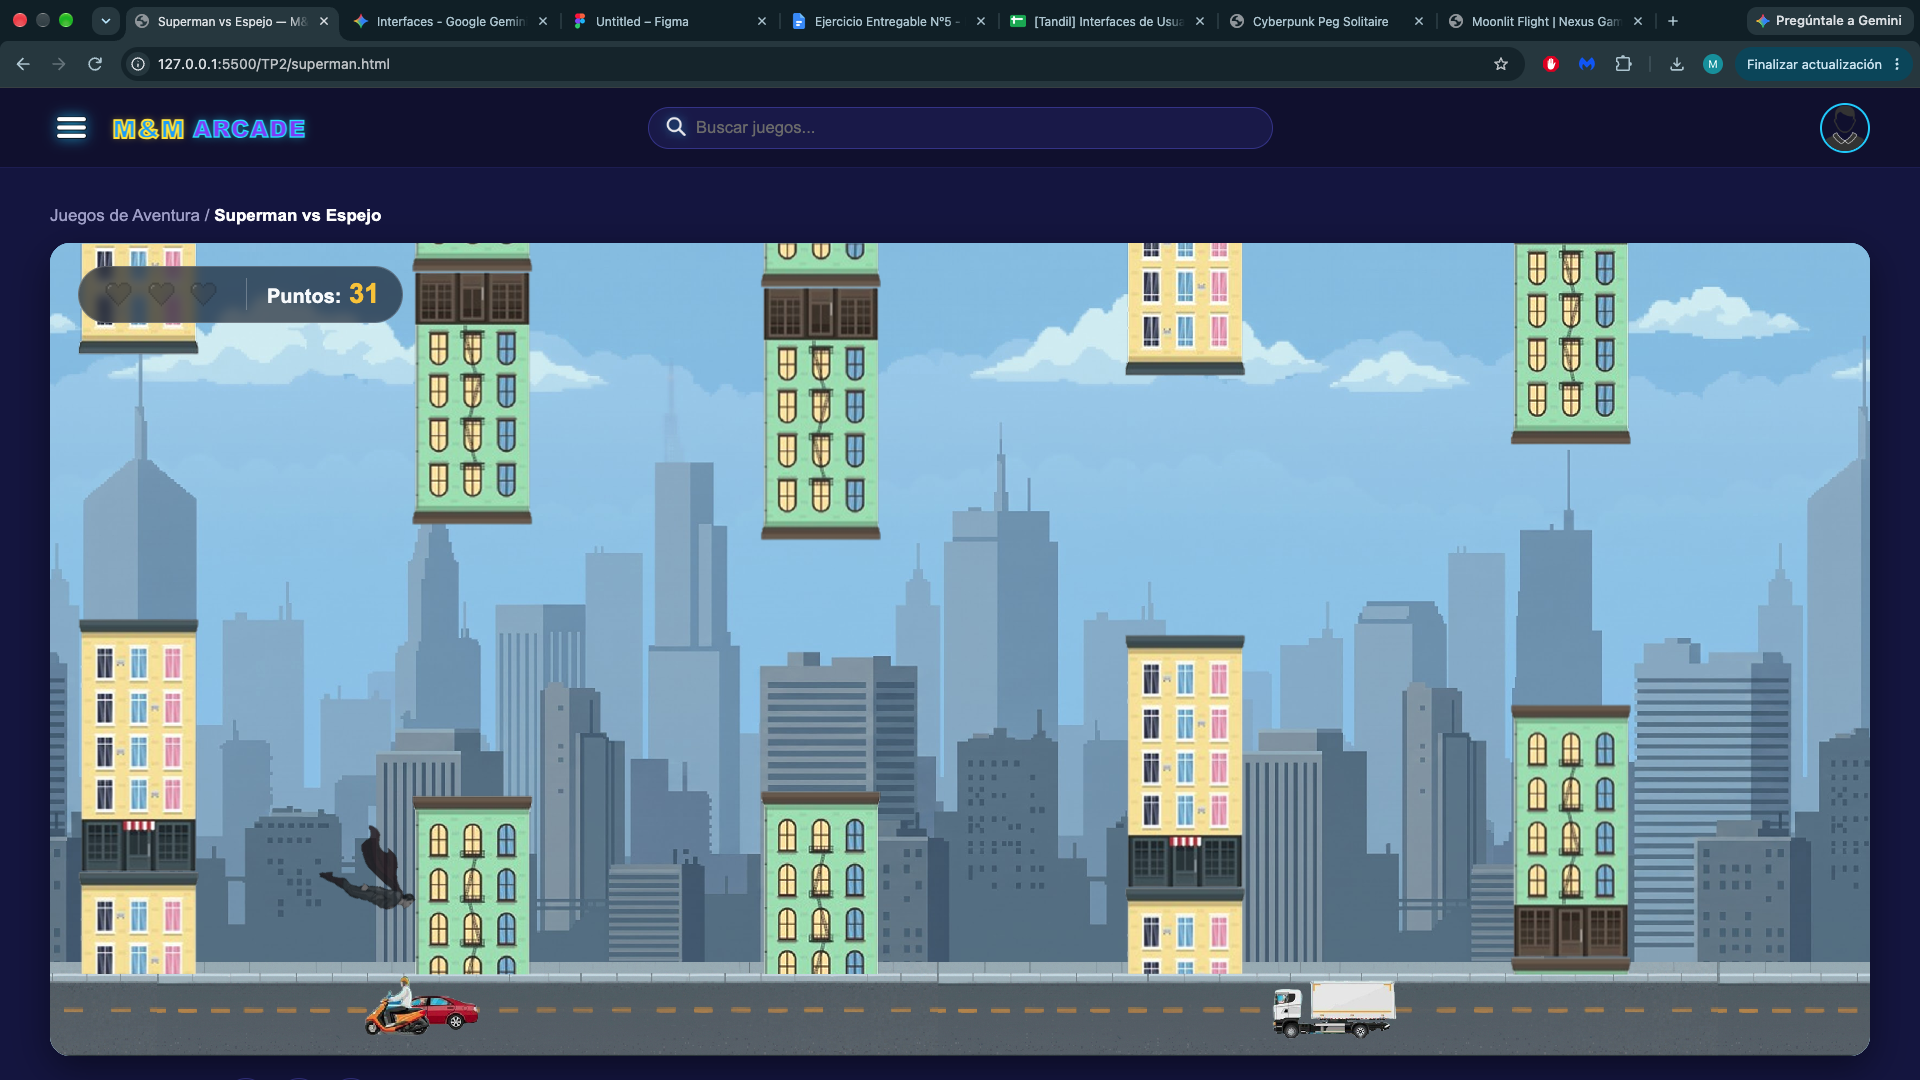 Superman vs Espejo — M&
Interfaces - Google Gemin
Untitled – Figma
Ejercicio Entregable N°5 -
[Tandil] Interfaces de Usua
Cyberpunk Peg Solitaire
Moonlit Flight | Nexus Gam
Pregúntale a Gemini
127.0.0.1:5500/TP2/superman.html
M
Finalizar actualización
M&M ARCADE
Buscar juegos...
Juegos de Aventura / Superman vs Espejo
Puntos: 31